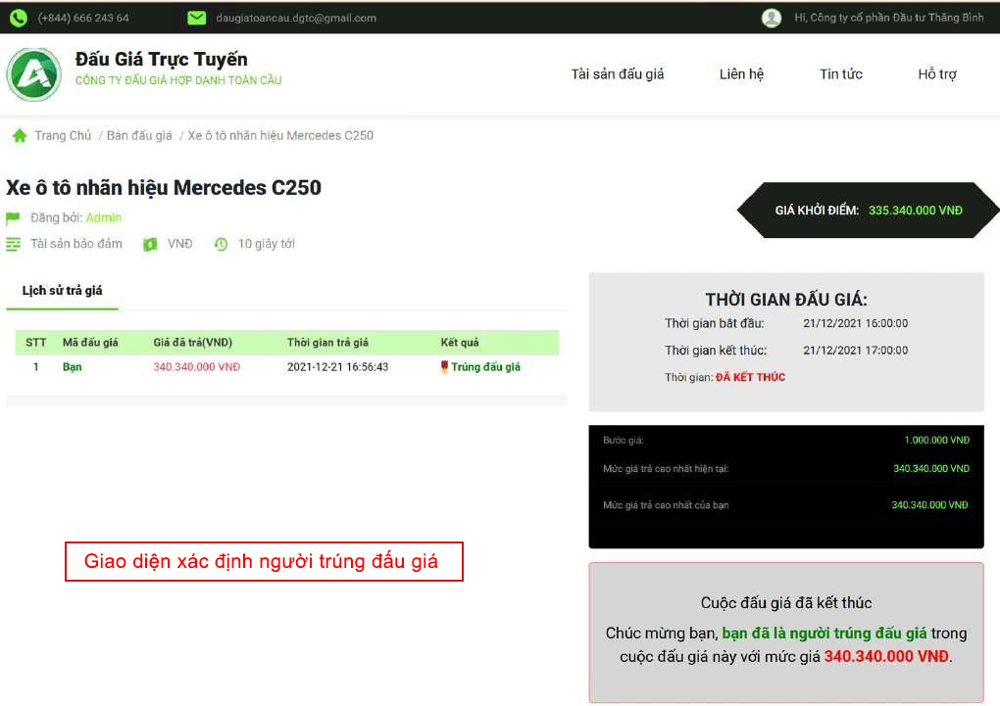 (+844) 666 243 64 daugiatoancau.dgtc@gmail.com Hi, Công ty cổ phần Đầu tư Thăng Bình
Đấu Giá Trực Tuyến
CÔNG TY ĐẤU GIÁ HỢP DANH TOÀN CẦU
Tài sản đấu giá Liên hệ Tin tức Hỗ trợ
Trang Chủ / Bán đấu giá / Xe ô tô nhãn hiệu Mercedes C250
Xe ô tô nhãn hiệu Mercedes C250
Đăng bởi: Admin
Tài sản bảo đảm VNĐ 10 giây tới
GIÁ KHỞI ĐIỂM: 335.340.000 VNĐ
Lịch sử trả giá
STT Mã đấu giá Giá đã trả(VND) Thời gian trả giá Kết quả
1 Bạn 340.340.000 VNĐ 2021-12-21 16:56:43 Trúng đấu giá
THỜI GIAN ĐẤU GIÁ:
Thời gian bắt đầu: 21/12/2021 16:00:00
Thời gian kết thúc: 21/12/2021 17:00:00
Thời gian: ĐÃ KẾT THÚC
Bước giá: 1.000.000 VNĐ
Mức giá trả cao nhất hiện tại: 340.340.000 VNĐ
Mức giá trả cao nhất của bạn 340.340.000 VNĐ
Giao diện xác định người trúng đấu giá
Cuộc đấu giá đã kết thúc
Chúc mừng bạn, bạn đã là người trúng đấu giá trong
cuộc đấu giá này với mức giá 340.340.000 VNĐ.